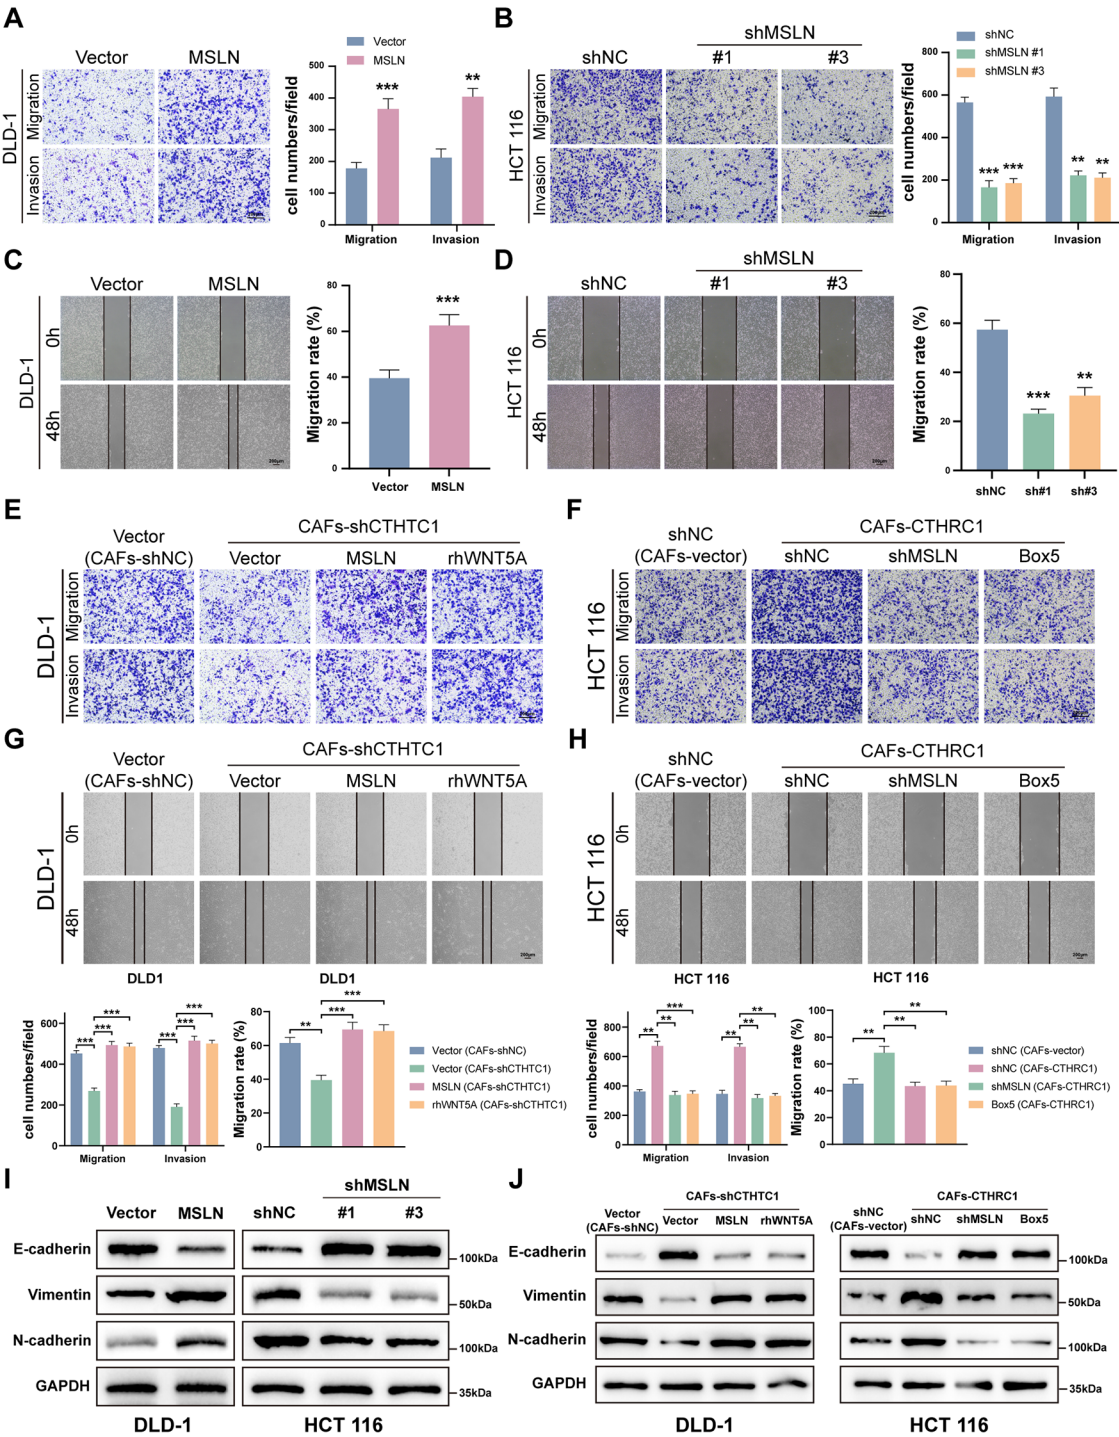 A
Vector
MSLN
DLD-1
Migration
Invasion
Vector
MSLN
cell numbers/field
500
400
300
200
100
0
***
**
Migration
Invasion
B
shMSLN
shNC
#1
#3
HCT 116
Migration
Invasion
shNC
shMSLN #1
shMSLN #3
cell numbers/field
800
600
400
200
0
***
***
**
**
Migration
Invasion
C
Vector
MSLN
DLD-1
0h
48h
200μm
Migration rate (%)
80
60
40
20
0
***
Vector
MSLN
D
shMSLN
shNC
#1
#3
HCT 116
0h
48h
200μm
Migration rate (%)
80
60
40
20
0
***
**
shNC
sh#1
sh#3
E
CAFs-shCTHTC1
Vector
(CAFs-shNC)
Vector
MSLN
rhWNT5A
DLD-1
Migration
Invasion
F
CAFs-CTHRC1
shNC
(CAFs-vector)
shNC
shMSLN
Box5
HCT 116
Migration
Invasion
G
CAFs-shCTHTC1
Vector
(CAFs-shNC)
Vector
MSLN
rhWNT5A
DLD-1
0h
48h
200μm
DLD1
cell numbers/field
600
400
200
0
***
***
***
***
***
***
Migration
Invasion
DLD1
Migration rate (%)
80
60
40
60
0
**
***
***
Vector (CAFs-shNC)
Vector (CAFs-shCTHTC1)
MSLN (CAFs-shCTHTC1)
rhWNT5A (CAFs-shCTHTC1)
H
CAFs-CTHRC1
shNC
(CAFs-vector)
shNC
shMSLN
Box5
HCT 116
0h
48h
200μm
HCT 116
cell numbers/field
800
600
400
200
0
**
**
***
**
**
**
Migration
Invasion
HCT 116
Migration rate (%)
100
80
60
40
20
0
**
**
**
shNC (CAFs-vector)
shNC (CAFs-CTHRC1)
shMSLN (CAFs-CTHRC1)
Box5 (CAFs-CTHRC1)
I
shMSLN
Vector
MSLN
shNC
#1
#3
E-cadherin
100kDa
Vimentin
50kDa
N-cadherin
100kDa
GAPDH
35kDa
DLD-1
HCT 116
J
CAFs-shCTHTC1
Vector
(CAFs-shNC)
Vector
MSLN
rhWNT5A
CAFs-CTHRC1
shNC
(CAFs-vector)
shNC
shMSLN
Box5
E-cadherin
100kDa
Vimentin
50kDa
N-cadherin
100kDa
GAPDH
35kDa
DLD-1
HCT 116